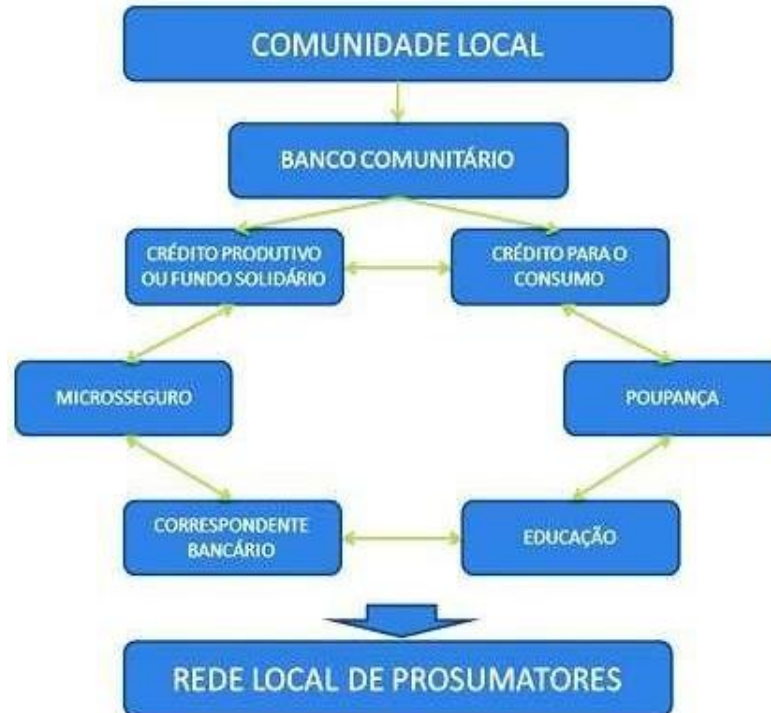 COMUNIDADE LOCAL
BANCO COMUNITÁRIO
CRÉDITO PRODUTIVO
OU FUNDO SOLIDÁRIO
CRÉDITO PARA O
CONSUMO
MICROSSEGURO
POUPANÇA
CORRESPONDENTE
BANCÁRIO
EDUCAÇÃO
REDE LOCAL DE PROSUMATORES